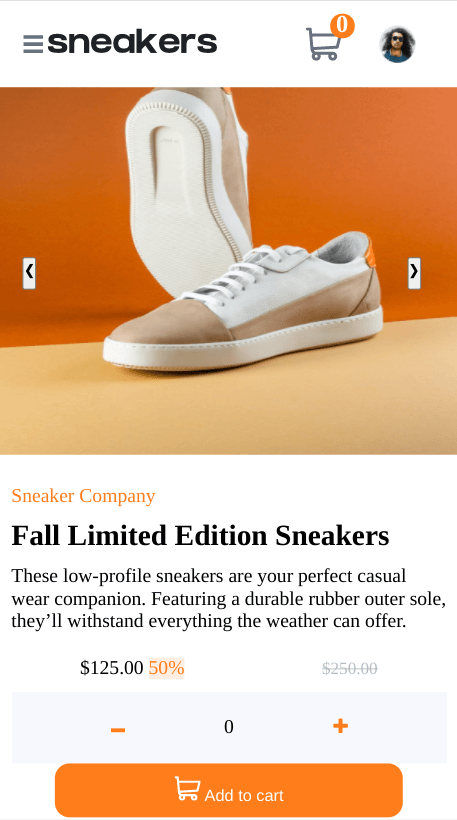 sneakers
0
❮
❯
Sneaker Company
Fall Limited Edition Sneakers
These low-profile sneakers are your perfect casual
wear companion. Featuring a durable rubber outer sole,
they’ll withstand everything the weather can offer.
$125.00 50% $250.00
0
Add to cart